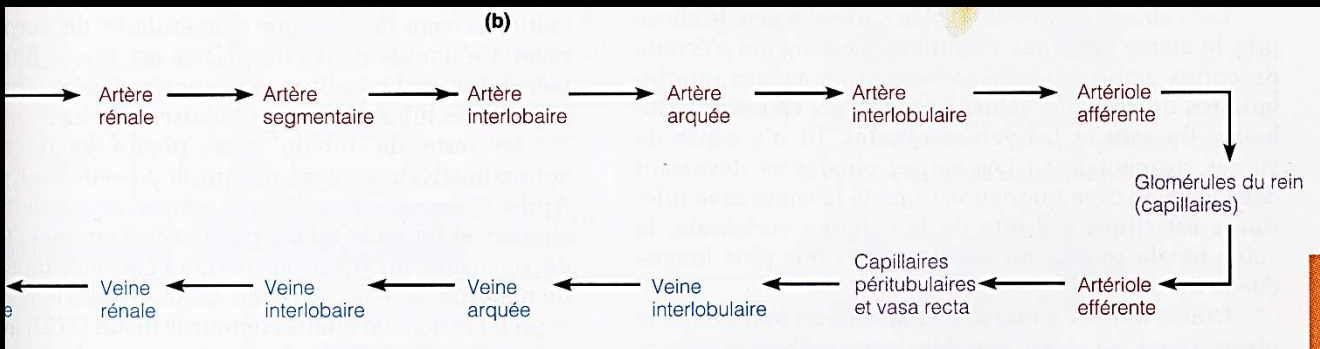 (b)
Artère rénale
Artère segmentaire
Artère interlobaire
Artère arquée
Artère interlobulaire
Artériole afférente
Glomérules du rein
(capillaires)
Artériole efférente
Capillaires
péritubulaires
et vasa recta
Veine interlobulaire
Veine arquée
Veine interlobaire
Veine rénale
e